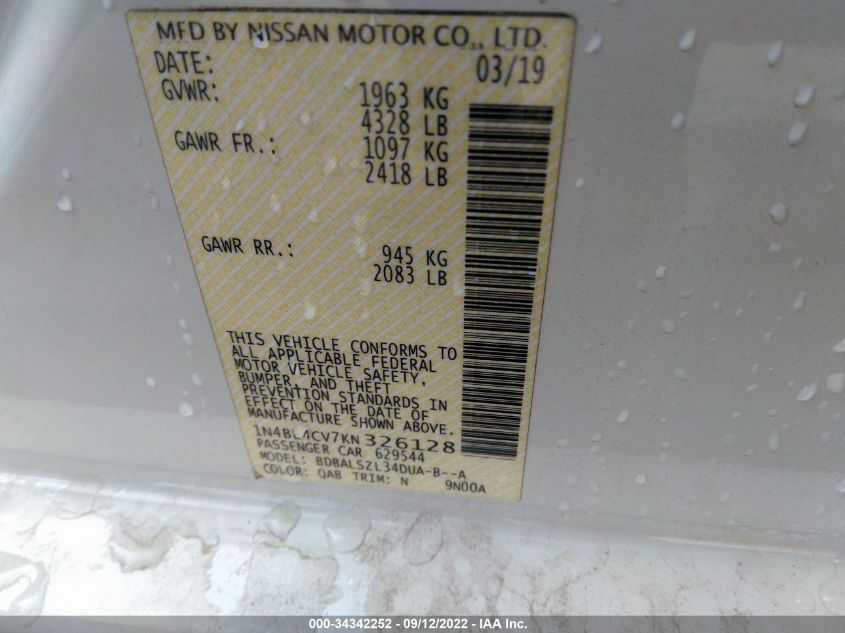 MFD BY NISSAN MOTOR CO., LTD.
DATE: 03/19
GVWR: 1963 KG
4328 LB
GAWR FR.: 1097 KG
2418 LB
GAWR RR.: 945 KG
2083 LB
THIS VEHICLE CONFORMS TO
ALL APPLICABLE FEDERAL
MOTOR VEHICLE SAFETY,
BUMPER, AND THEFT
PREVENTION STANDARDS IN
EFFECT ON THE DATE OF
MANUFACTURE SHOWN ABOVE.
1N4BL4CV7KN326128
PASSENGER CAR 629544
MODEL: BDBALSZL34DUA-B--A
COLOR: QAB TRIM: N 9N00A
000-34342252 - 09/12/2022 - IAA Inc.